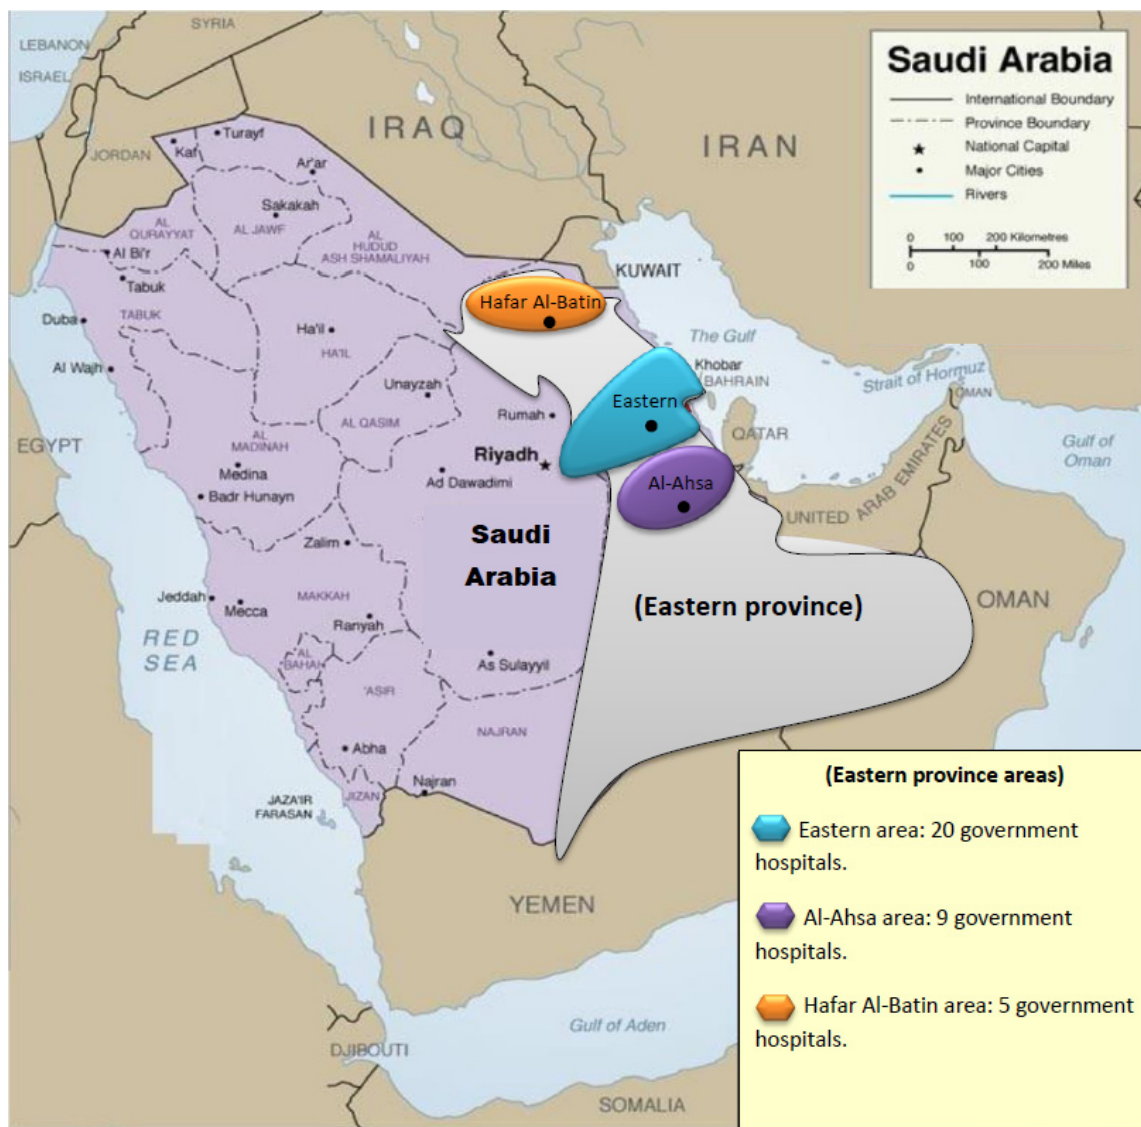 SYRIA
LEBANON
ISRAEL
JORDAN
IRAQ
IRAN
Saudi Arabia
International Boundary
Province Boundary
National Capital
Major Cities
Rivers
0 100 200 Kilometres
0 100 200 Miles
Turayf
Kaf
Ar'ar
Sakakah
AL JAWF
AL
QURAYYAT
AL
HUDUD
ASH SHAMALIYAH
Al Bi'r
Tabuk
TABUK
Duba
Al Wajh
Ha'il
HA'IL
KUWAIT
Hafar Al-Batin
The Gulf
Khobar
BAHRAIN
Strait of Hormuz
OMAN
Unayzah
Rumah
Eastern
AL QASIM
EGYPT
AL
MADINAH
Medina
Badr Hunayn
Riyadh
Ad Dawadimi
QATAR
Al-Ahsa
Gulf of
Oman
UNITED
ARAB EMIRATES
Saudi
Arabia
Zalim
Jeddah
Mecca
MAKKAH
Ranyah
(Eastern province)
OMAN
RED
SEA
AL
BAHAH
As Sulayyil
'ASIR
NAJRAN
Abha
Najran
JIZAN
JAZA'IR
FARASAN
YEMEN
(Eastern province areas)
Eastern area: 20 government
hospitals.
Al-Ahsa area: 9 government
hospitals.
Hafar Al-Batin area: 5 government
hospitals.
Gulf of Aden
DJIBOUTI
SOMALIA